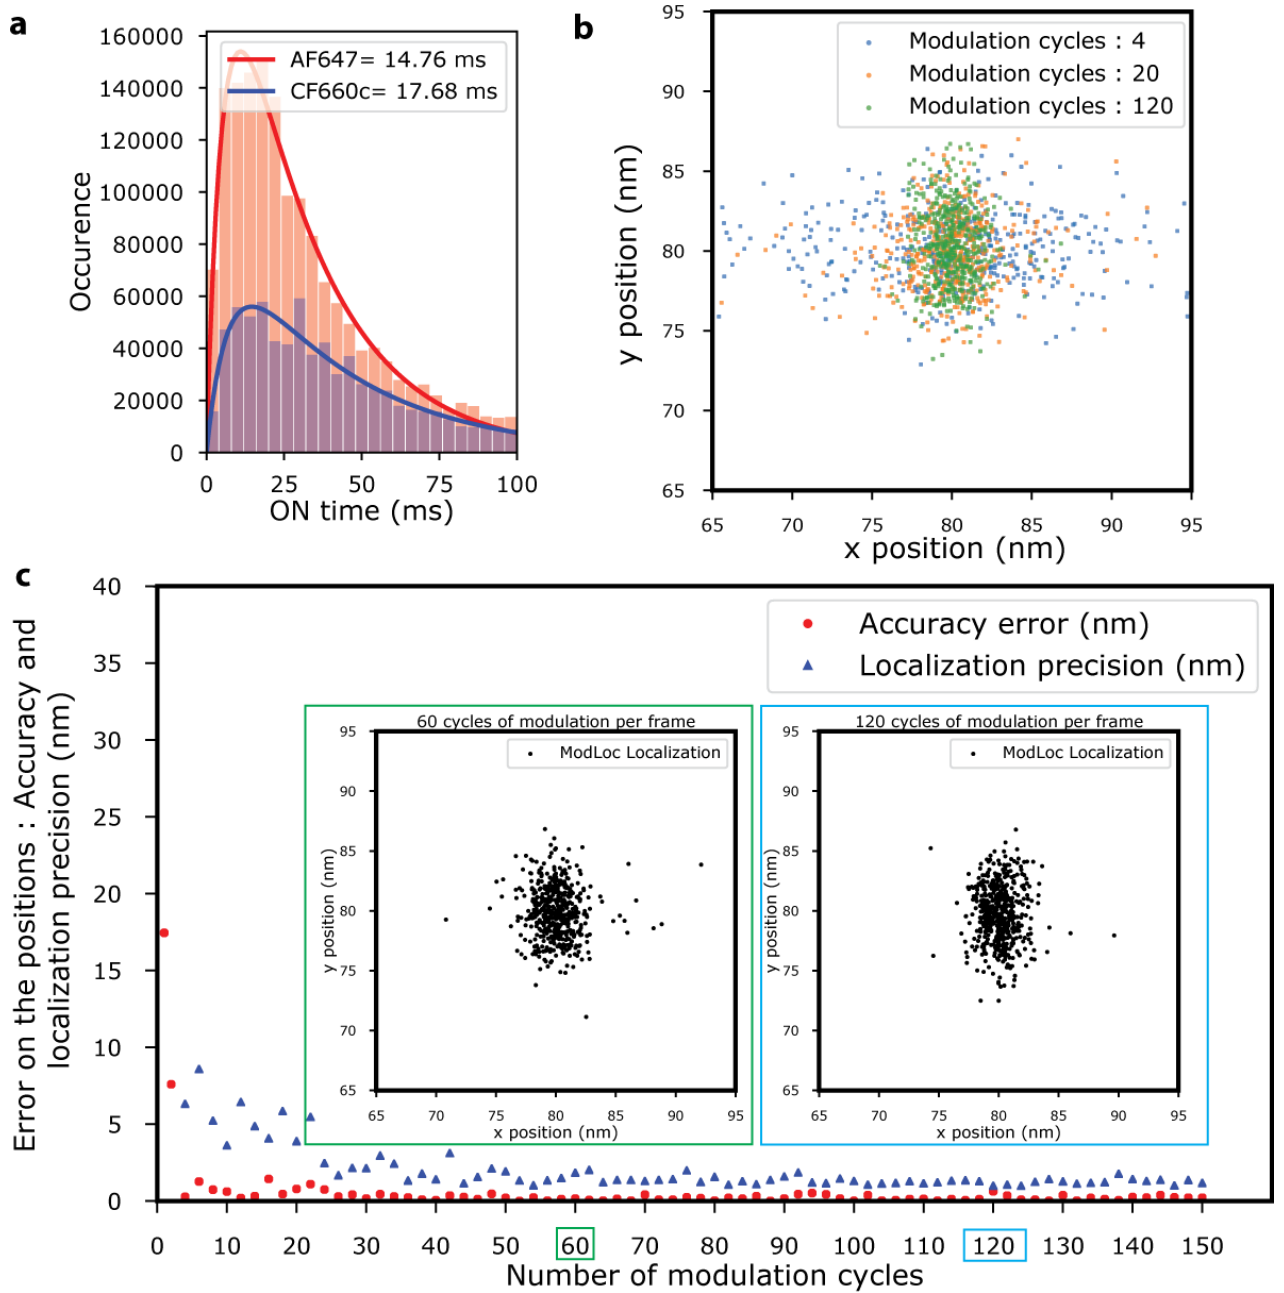 a
160000
140000
120000
100000
80000
60000
40000
20000
0
Occurence
AF647= 14.76 ms
CF660c= 17.68 ms
0 25 50 75 100
ON time (ms)
b
95
90
85
80
75
70
65
y position (nm)
Modulation cycles : 4
Modulation cycles : 20
Modulation cycles : 120
65 70 75 80 85 90 95
x position (nm)
c
40
35
30
25
20
15
10
5
0
Error on the positions : Accuracy and
localization precision (nm)
Accuracy error (nm)
Localization precision (nm)
60 cycles of modulation per frame
ModLoc Localization
95
90
85
80
75
70
65
y position (nm)
65 70 75 80 85 90 95
x position (nm)
120 cycles of modulation per frame
ModLoc Localization
95
90
85
80
75
70
65
y position (nm)
65 70 75 80 85 90 95
x position (nm)
0 10 20 30 40 50 60 70 80 90 100 110 120 130 140 150
Number of modulation cycles